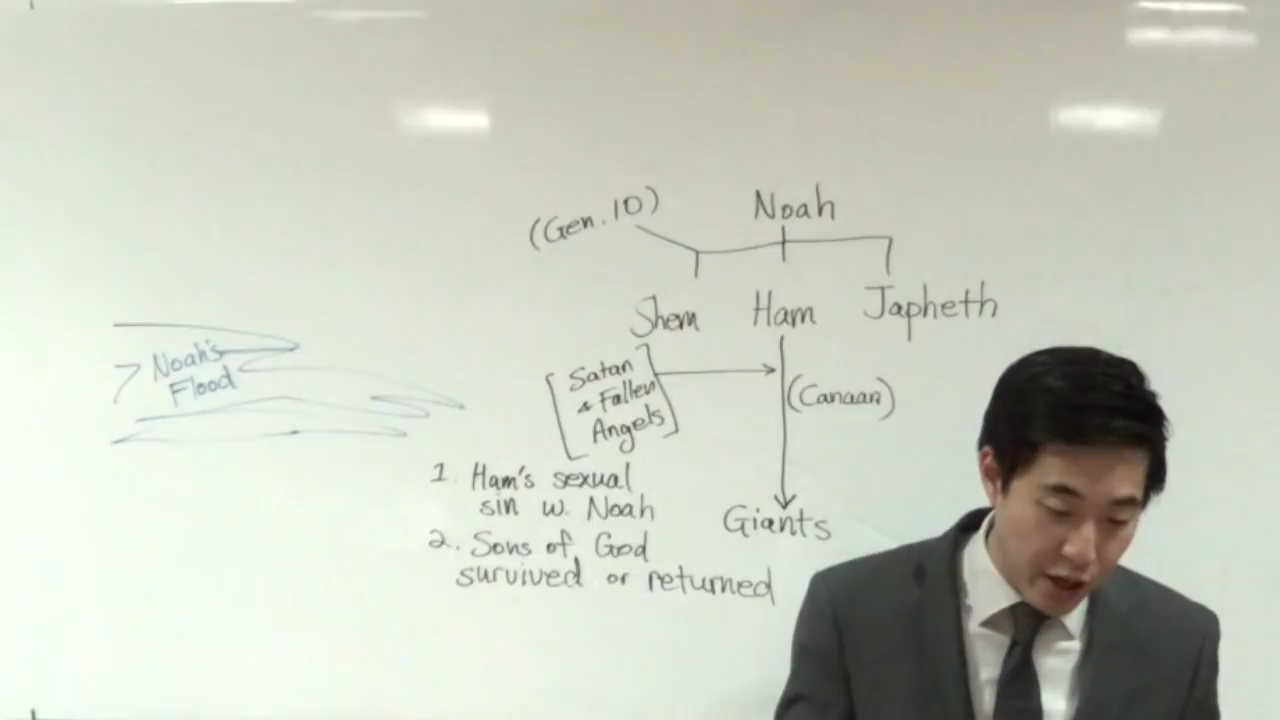 (Gen. 10)
Noah
Shem Ham Japheth
Noah's
Flood
Satan
& Fallen
Angels
(Canaan)
1. Ham's sexual
sin w. Noah
2. Sons of God
survived or returned
Giants